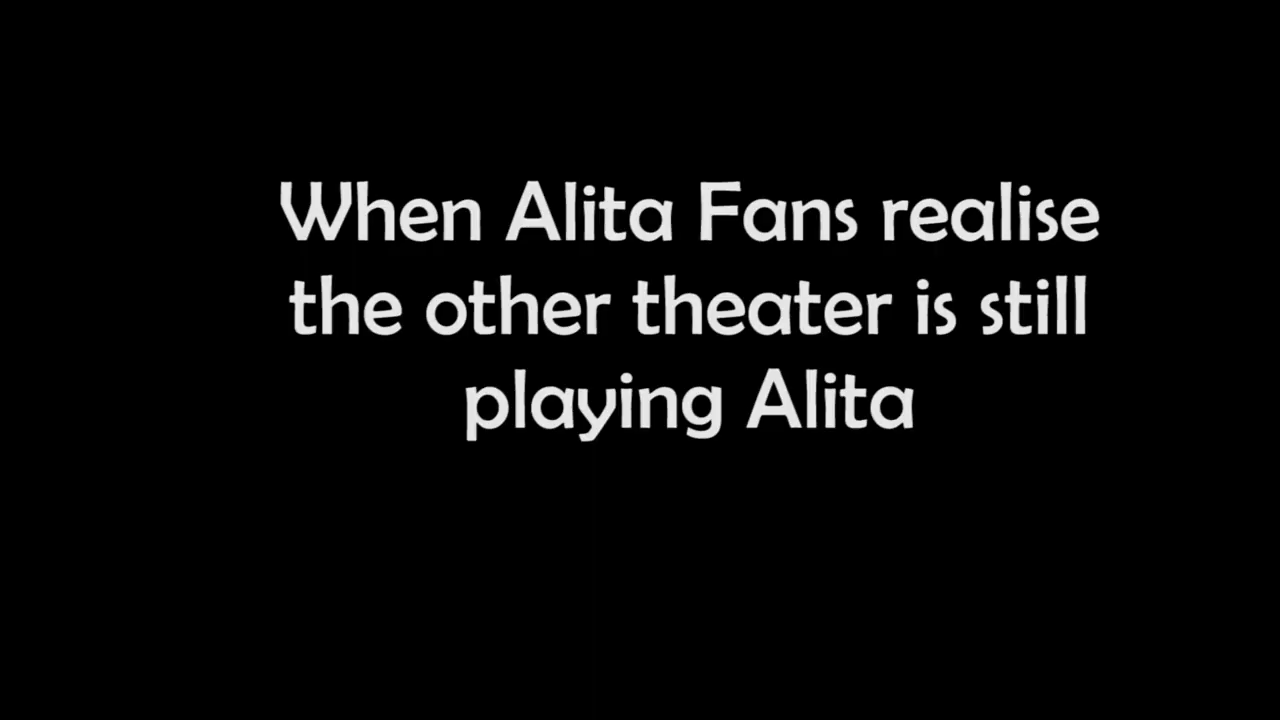 When Alita Fans realise
the other theater is still
playing Alita